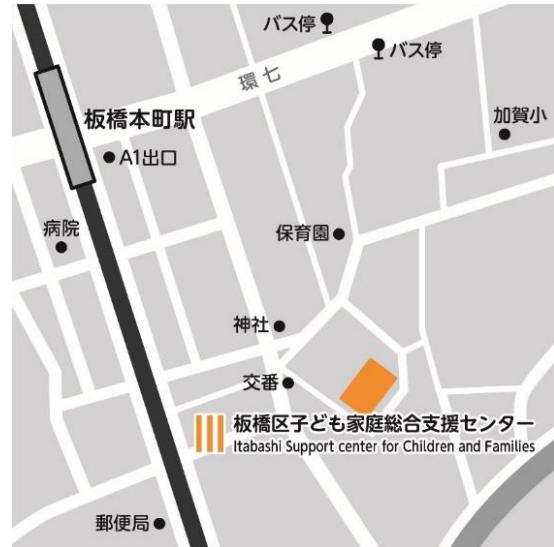 バス停
バス停
環七
板橋本町駅
加賀小
A1出口
病院
保育園
神社
交番
板橋区子ども家庭総合支援センター
Itabashi Support center for Children and Families
郵便局